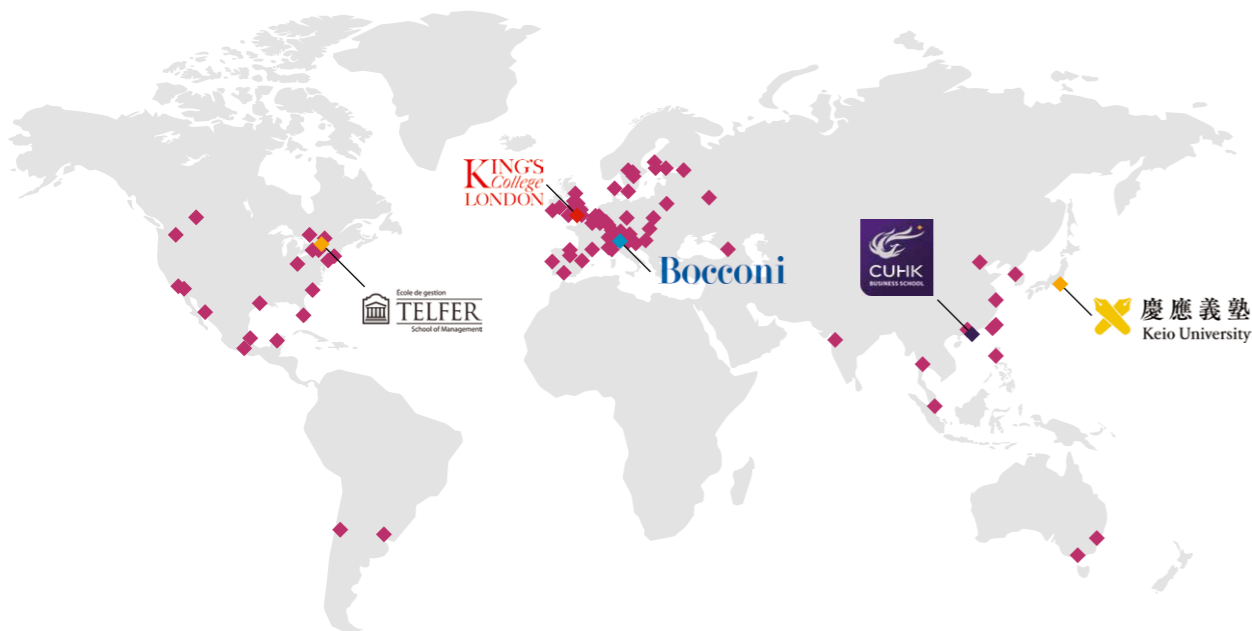 KING'S
College
LONDON
CUHK
BUSINESS SCHOOL
Bocconi
École de gestion
TELFER
School of Management
慶應義塾
Keio University